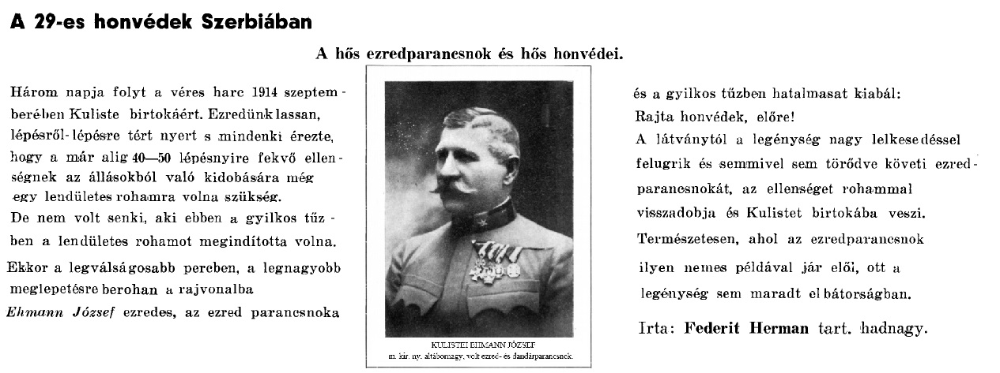 A 29-es honvédek Szerbiában
A hős ezredparancsnok és hős honvédei.
Három napja folyt a véres harc 1914 szeptem-
berében Kuliste birtokáért. Ezredünk lassan,
lépésről-lépésre tért nyert s mindenki érezte,
hogy a már alig 40—50 lépésnyire fekvő ellen-
ségnek az állásokból való kidobására még
egy lendületes rohamra volna szükség.
De nem volt senki, aki ebben a gyilkos tűz-
ben a lendületes rohamot megindította volna.
Ekkor a legválságosabb percben, a legnagyobb
meglepetésre berohan a rajvonalba
Ehmann József ezredes, az ezred parancsnoka
KULISTEI EHMANN JÓZSEF
m. kir. ny. altábornagy, volt ezred- és dandárparancsnok.
és a gyilkos tűzben hatalmasat kiabál:
Rajta honvédek, előre!
A látványtól a legénység nagy lelkesedéssel
felugrik és semmivel sem törődve követi ezred-
parancsnokát, az ellenséget rohammal
visszadobja és Kulistet birtokába veszi.
Természetesen, ahol az ezredparancsnok
ilyen nemes példával jár elől, ott a
legénység sem maradt el bátorságban.
Irta: Federit Herman tart. hadnagy.